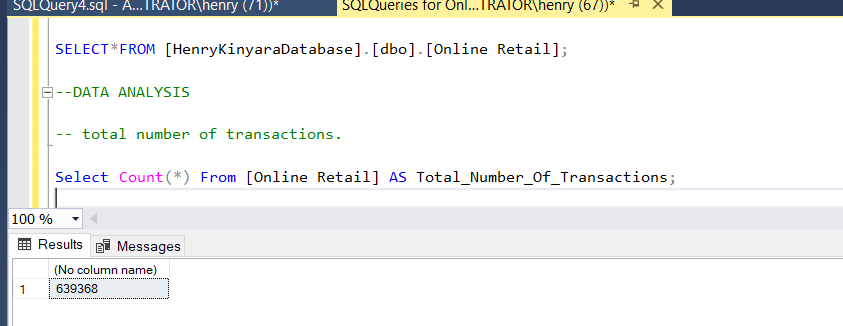 SQLQuery4.sql - A...TRATOR\henry (71))* SQLQueries for Onl...TRATOR\henry (67))*
SELECT*FROM [HenryKinyaraDatabase].[dbo].[Online Retail];
--DATA ANALYSIS
-- total number of transactions.
Select Count(*) From [Online Retail] AS Total_Number_Of_Transactions;
100 %
Results Messages
(No column name)
1 639368